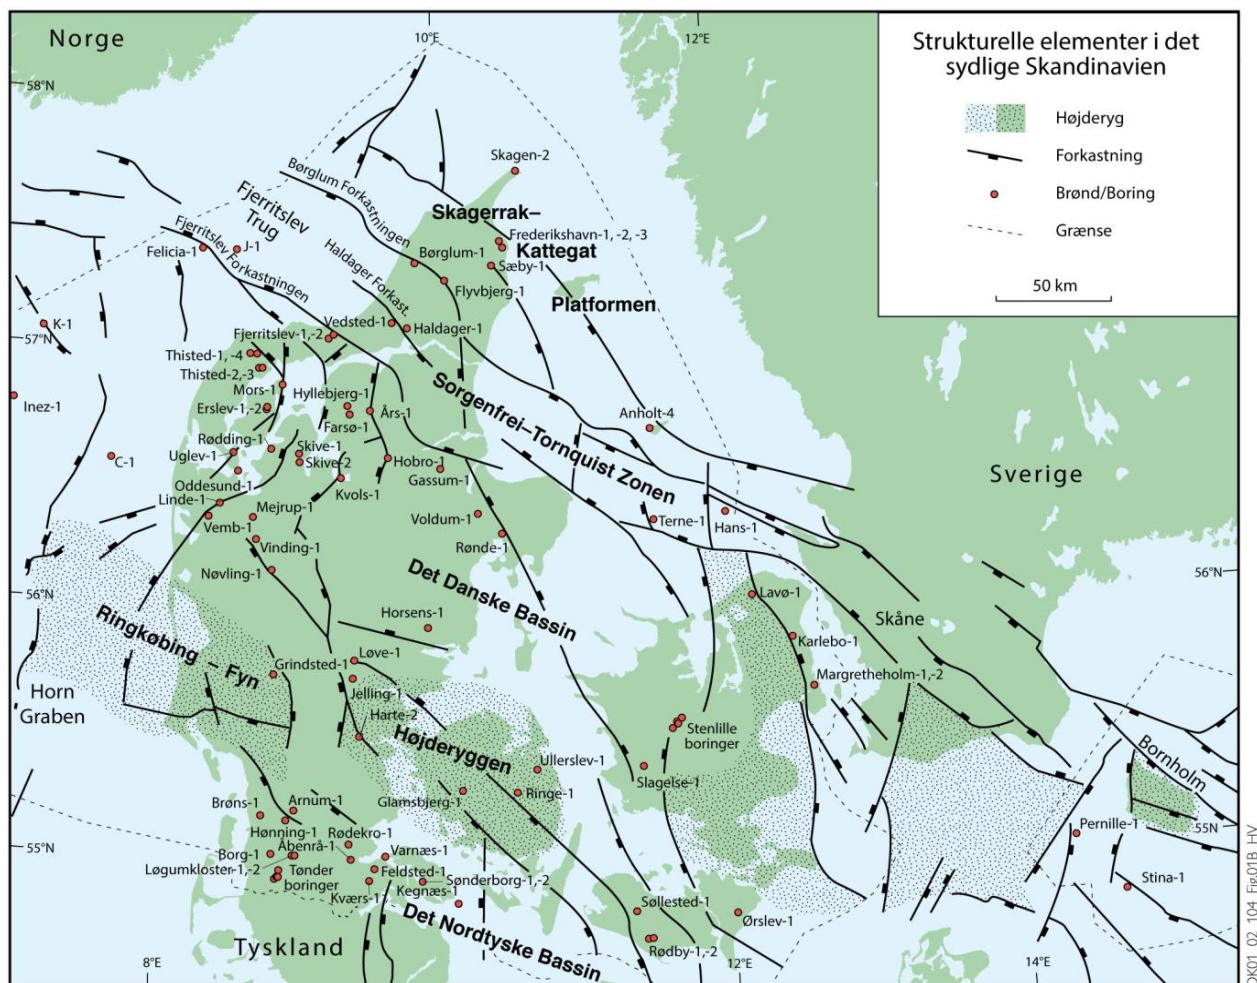 Norge
10°E
12°E
Strukturelle elementer i det
sydlige Skandinavien
Højderyg
Forkastning
Brønd/Boring
Grænse
50 km
58°N
Skagen-2
Børglum Forkastningen
Fjerritslev
Trug
Skagerrak–
Kattegat
Platformen
Frederikshavn-1, -2, -3
Fjerritslev Forkastningen
Felicia-1
J-1
Haldager Forkast.
Børglum-1
Sæby-1
Flyvbjerg-1
K-1
57°N
Vedsted-1
Haldager-1
Fjerritslev-1,-2
Thisted-1, -4
Thisted-2,-3
Mors-1
Hyllebjerg-1
Inez-1
Erslev-1,-2
Farsø-1
Års-1
Sorgenfrei–Tornquist Zonen
Anholt-4
Rødding-1
Skive-1
Uglev-1
Skive-2
Hobro-1
C-1
Gassum-1
Oddesund-1
Kvols-1
Linde-1
Mejrup-1
Vemb-1
Voldum-1
Terne-1
Hans-1
Sverige
Vinding-1
Rønde-1
Nøvling-1
56°N
56°N
Det Danske Bassin
Lavø-1
Horsens-1
Skåne
Ringkøbing – Fyn
Karlebo-1
Løve-1
Grindsted-1
Horn
Graben
Jelling-1
Margretheholm-1,-2
Harte-2
Højderyggen
Stenlille
boringer
Bornholm
Ullerslev-1
Slagelse-1
Glamsbjerg-1
Ringe-1
Brøns-1
Arnum-1
Hønning-1
Rødekro-1
55°N
55°N
Pernille-1
Åbenrå-1
Borg-1
Varnæs-1
Løgumkloster-1,-2
Tønder
boringer
Feldsted-1
Sønderborg-1,-2
Kegnæs-1
Kværs-1
Stina-1
Søllested-1
Ørslev-1
Det Nordtyske Bassin
Rødby-1,-2
Tyskland
8°E
12°E
14°E
DK01_02_104_Fig.01B_HV